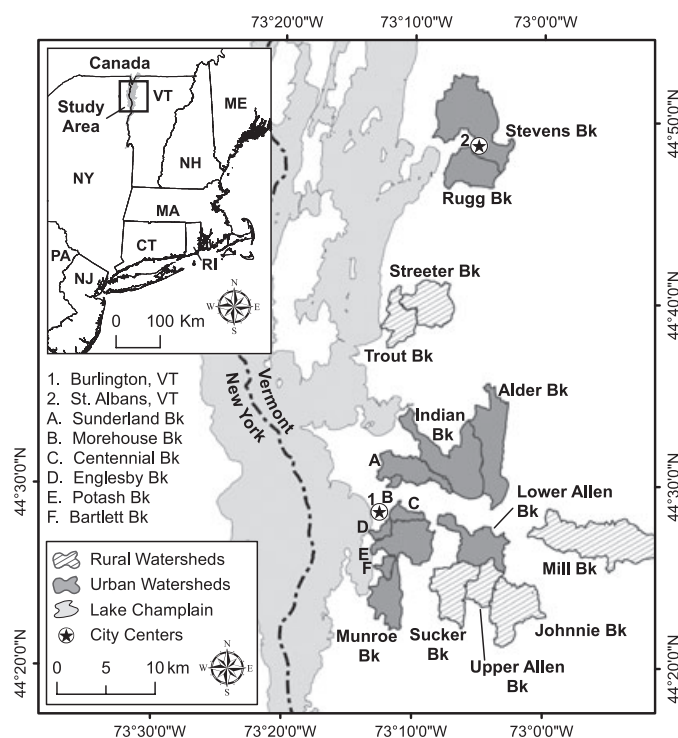 73°20'0"W 73°10'0"W 73°00'0"W
Canada
Study
Area
VT
ME
NY
NH
MA
CT
RI
PA
NJ
W N E S
0 100 Km
1. Burlington, VT
2. St. Albans, VT
A. Sunderland Bk
B. Morehouse Bk
C. Centennial Bk
D. Englesby Bk
E. Potash Bk
F. Bartlett Bk
Rural Watersheds
Urban Watersheds
Lake Champlain
City Centers
0 5 10 km
W N E S
Vermont
New York
Stevens Bk
2
Rugg Bk
Streeter Bk
Trout Bk
Alder Bk
Indian
Bk
A
1 B
C
D
E
F
Lower Allen
Bk
Mill Bk
Munroe
Bk
Sucker
Bk
Johnnie Bk
Upper Allen
Bk
44°50'0"N
44°40'0"N
44°30'0"N
44°20'0"N
44°40'0"N
44°30'0"N
44°20'0"N
73°30'0"W 73°20'0"W 73°10'0"W 73°00'0"W